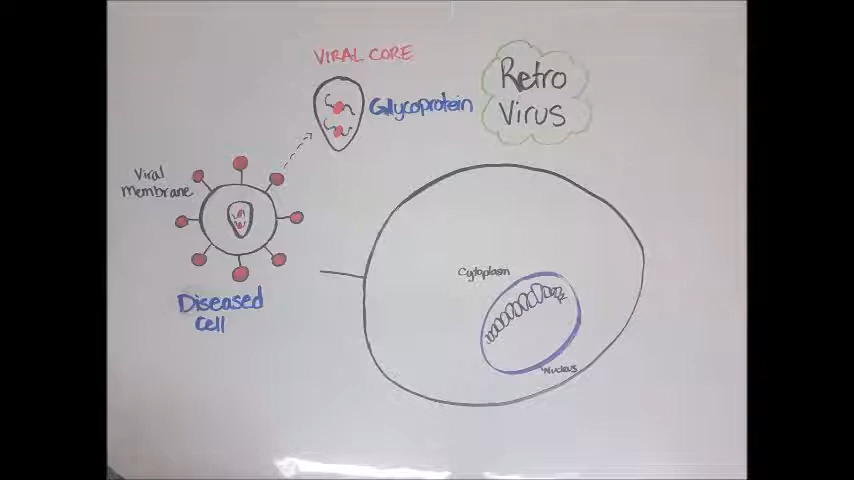 VIRAL CORE
Glycoprotein
Retro
Virus
Viral
Membrane
Diseased
Cell
Cytoplasm
Nucleus